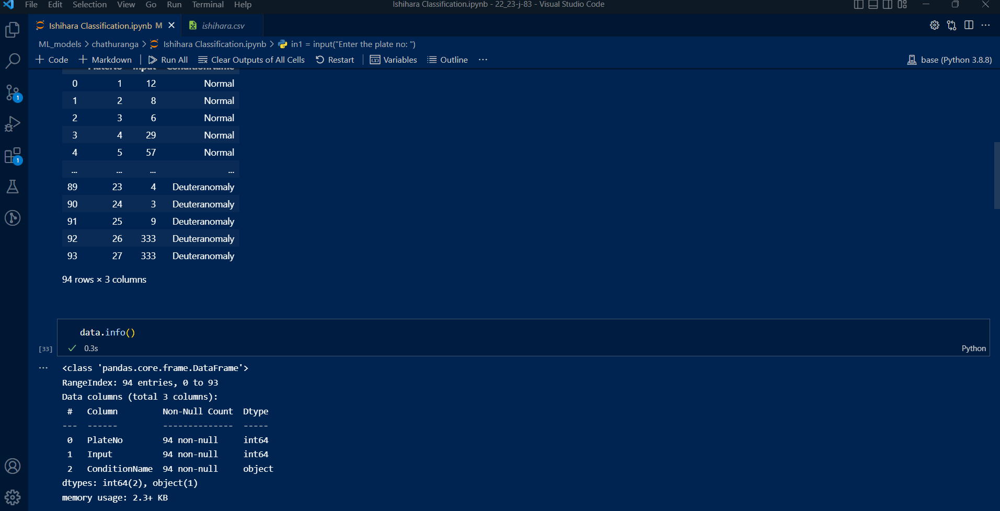 File Edit Selection View Go Run Terminal Help Ishihara Classification.ipynb - 22_23-j-83 - Visual Studio Code
Ishihara Classification.ipynb M ishihara.csv
ML_models > chathuranga > Ishihara Classification.ipynb > in1 = input("Enter the plate no: ")
+ Code + Markdown | Run All Clear Outputs of All Cells Restart | Variables Outline ... base (Python 3.8.8)
PlateNo Input ConditionName
0 1 12 Normal
1 2 8 Normal
2 3 6 Normal
3 4 29 Normal
4 5 57 Normal
... ... ... ...
89 23 4 Deuteranomaly
90 24 3 Deuteranomaly
91 25 9 Deuteranomaly
92 26 333 Deuteranomaly
93 27 333 Deuteranomaly
94 rows × 3 columns
data.info()
[33] 0.3s Python
... <class 'pandas.core.frame.DataFrame'>
RangeIndex: 94 entries, 0 to 93
Data columns (total 3 columns):
# Column Non-Null Count Dtype
--- ------ -------------- -----
0 PlateNo 94 non-null int64
1 Input 94 non-null int64
2 ConditionName 94 non-null object
dtypes: int64(2), object(1)
memory usage: 2.3+ KB
1
1